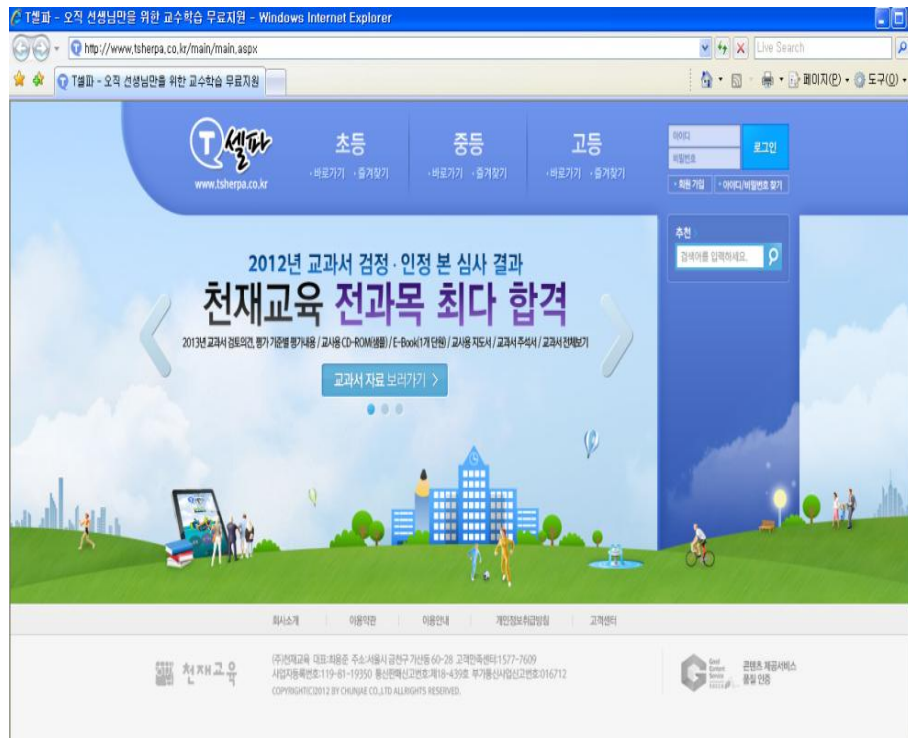 T셀파 - 오직 선생님만을 위한 교수학습 무료지원 - Windows Internet Explorer
http://www.tsherpa.co.kr/main/main.aspx
Live Search
T셀파 - 오직 선생님만을 위한 교수학습 무료지원
페이지(P) 도구(O)
T셀파
www.tsherpa.co.kr
초등 중등 고등
바로가기 즐겨찾기 바로가기 즐겨찾기 바로가기 즐겨찾기
아이디
비밀번호
로그인
회원 가입 아이디/비밀번호 찾기
추천
검색어를 입력하세요.
2012년 교과서 검정·인정 본 심사 결과
천재교육 전과목 최다 합격
2013년 교과서 검토의견, 평가 기준별 평가내용 / 교사용 CD-ROM(샘플) / E-Book(1개 단원) / 교사용 지도서 / 교과서 주석서 / 교과서 전체보기
교과서 자료 보러가기 >
회사소개 이용약관 이용안내 개인정보취급방침 고객센터
천재교육
(주)천재교육 대표:최용준 주소:서울시 금천구 가산동 60-28 고객만족센터:1577-7609
사업자등록번호:119-81-19350 통신판매신고번호:제18-439호 부가통신사업신고번호:016712
COPYRIGHT(C)2012 BY CHUNJAE CO.,LTD ALLRIGHTS RESERVED.
Good
Content
Service
콘텐츠 제공서비스
품질 인증